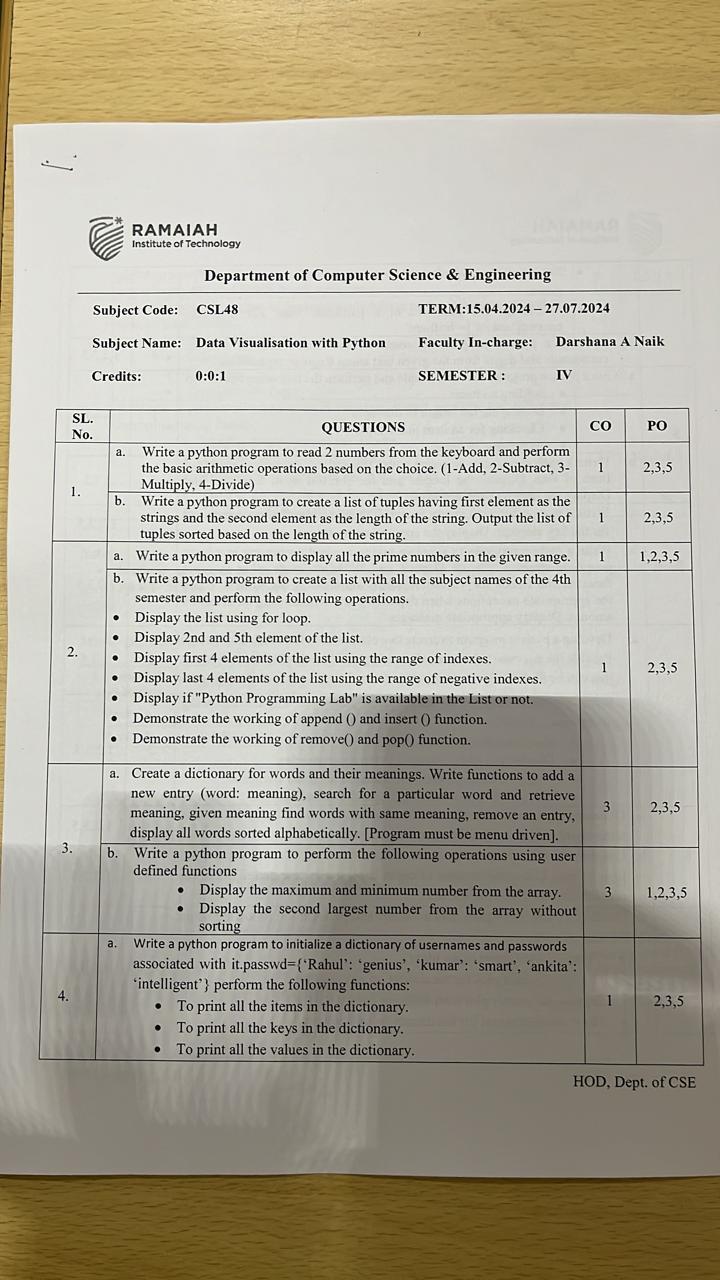 RAMAIAH
Institute of Technology
Department of Computer Science & Engineering
Subject Code: CSL48 TERM:15.04.2024 – 27.07.2024
Subject Name: Data Visualisation with Python Faculty In-charge: Darshana A Naik
Credits: 0:0:1 SEMESTER : IV
SL.
No. QUESTIONS CO PO
1.
a. Write a python program to read 2 numbers from the keyboard and perform
the basic arithmetic operations based on the choice. (1-Add, 2-Subtract, 3-
Multiply, 4-Divide)
1 2,3,5
b. Write a python program to create a list of tuples having first element as the
strings and the second element as the length of the string. Output the list of
tuples sorted based on the length of the string.
1 2,3,5
2.
a. Write a python program to display all the prime numbers in the given range. 1 1,2,3,5
b. Write a python program to create a list with all the subject names of the 4th
semester and perform the following operations.
• Display the list using for loop.
• Display 2nd and 5th element of the list.
• Display first 4 elements of the list using the range of indexes.
• Display last 4 elements of the list using the range of negative indexes.
• Display if "Python Programming Lab" is available in the List or not.
• Demonstrate the working of append () and insert () function.
• Demonstrate the working of remove() and pop() function.
1 2,3,5
3.
a. Create a dictionary for words and their meanings. Write functions to add a
new entry (word: meaning), search for a particular word and retrieve
meaning, given meaning find words with same meaning, remove an entry,
display all words sorted alphabetically. [Program must be menu driven].
3 2,3,5
b. Write a python program to perform the following operations using user
defined functions
• Display the maximum and minimum number from the array.
• Display the second largest number from the array without
sorting
3 1,2,3,5
4.
a. Write a python program to initialize a dictionary of usernames and passwords
associated with it.passwd={‘Rahul’: ‘genius’, ‘kumar’: ‘smart’, ‘ankita’:
‘intelligent’} perform the following functions:
• To print all the items in the dictionary.
• To print all the keys in the dictionary.
• To print all the values in the dictionary.
1 2,3,5
HOD, Dept. of CSE